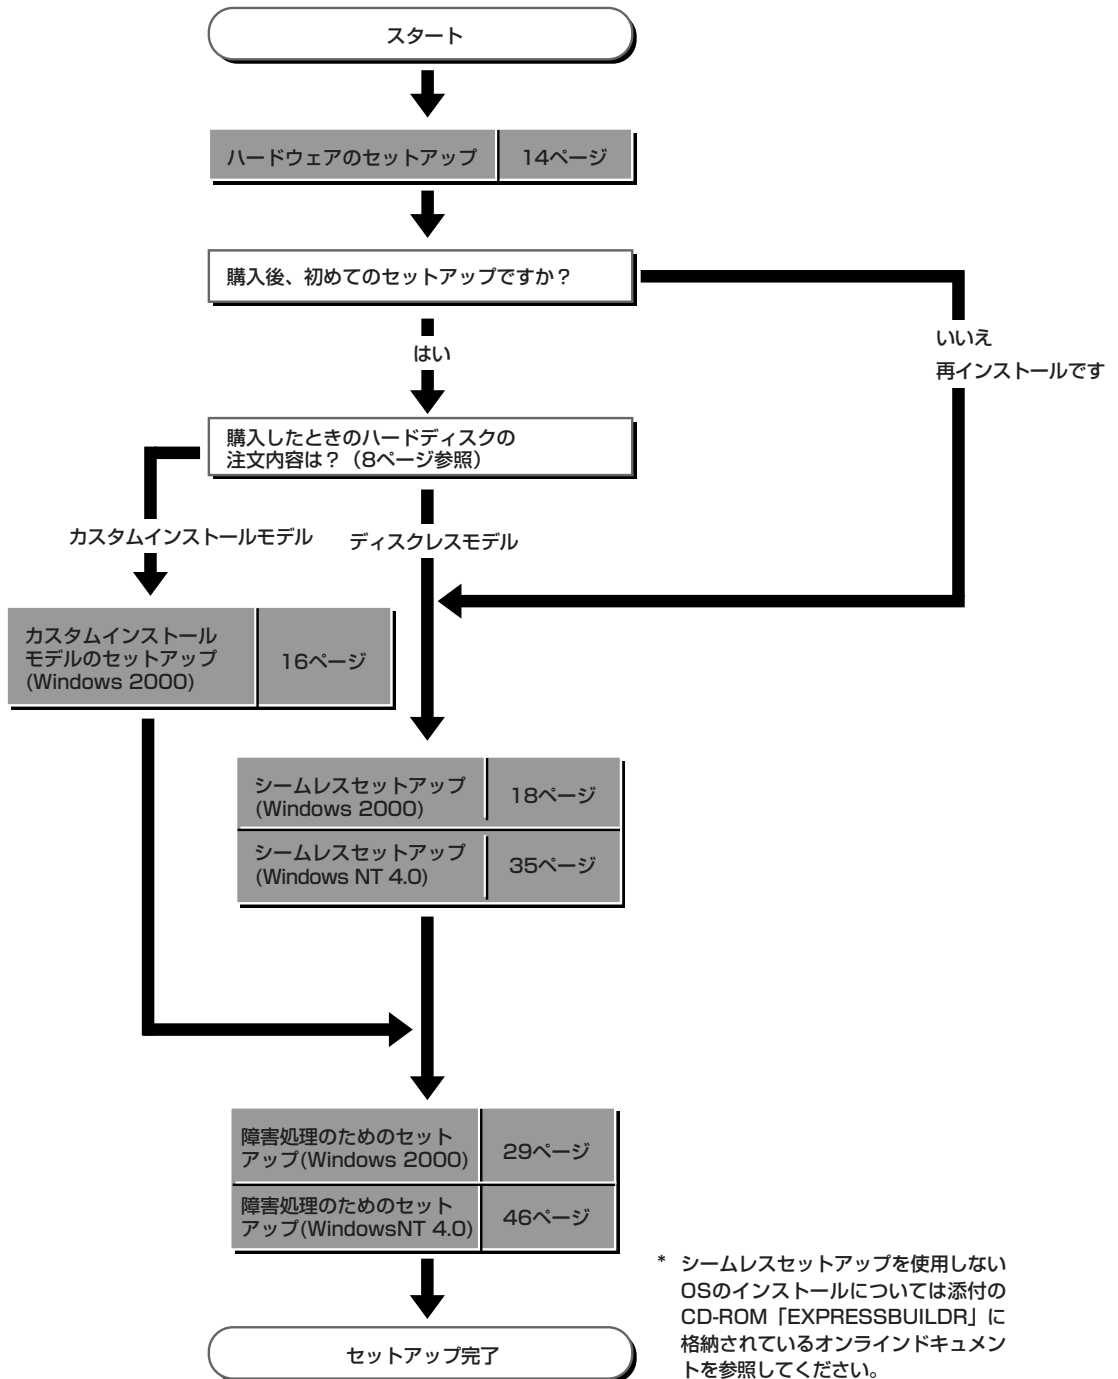 スタート
ハードウェアのセットアップ 14ページ
購入後、初めてのセットアップですか？
いいえ
再インストールです
はい
購入したときのハードディスクの
注文内容は？（8ページ参照）
カスタムインストールモデル
ディスクレスモデル
カスタムインストール
モデルのセットアップ
(Windows 2000)
16ページ
シームレスセットアップ
(Windows 2000)
18ページ
シームレスセットアップ
(Windows NT 4.0)
35ページ
障害処理のためのセット
アップ(Windows 2000)
29ページ
障害処理のためのセット
アップ(WindowsNT 4.0)
46ページ
セットアップ完了
* シームレスセットアップを使用しない
OSのインストールについては添付の
CD-ROM「EXPRESSBUILDR」に
格納されているオンラインドキュメン
トを参照してください。